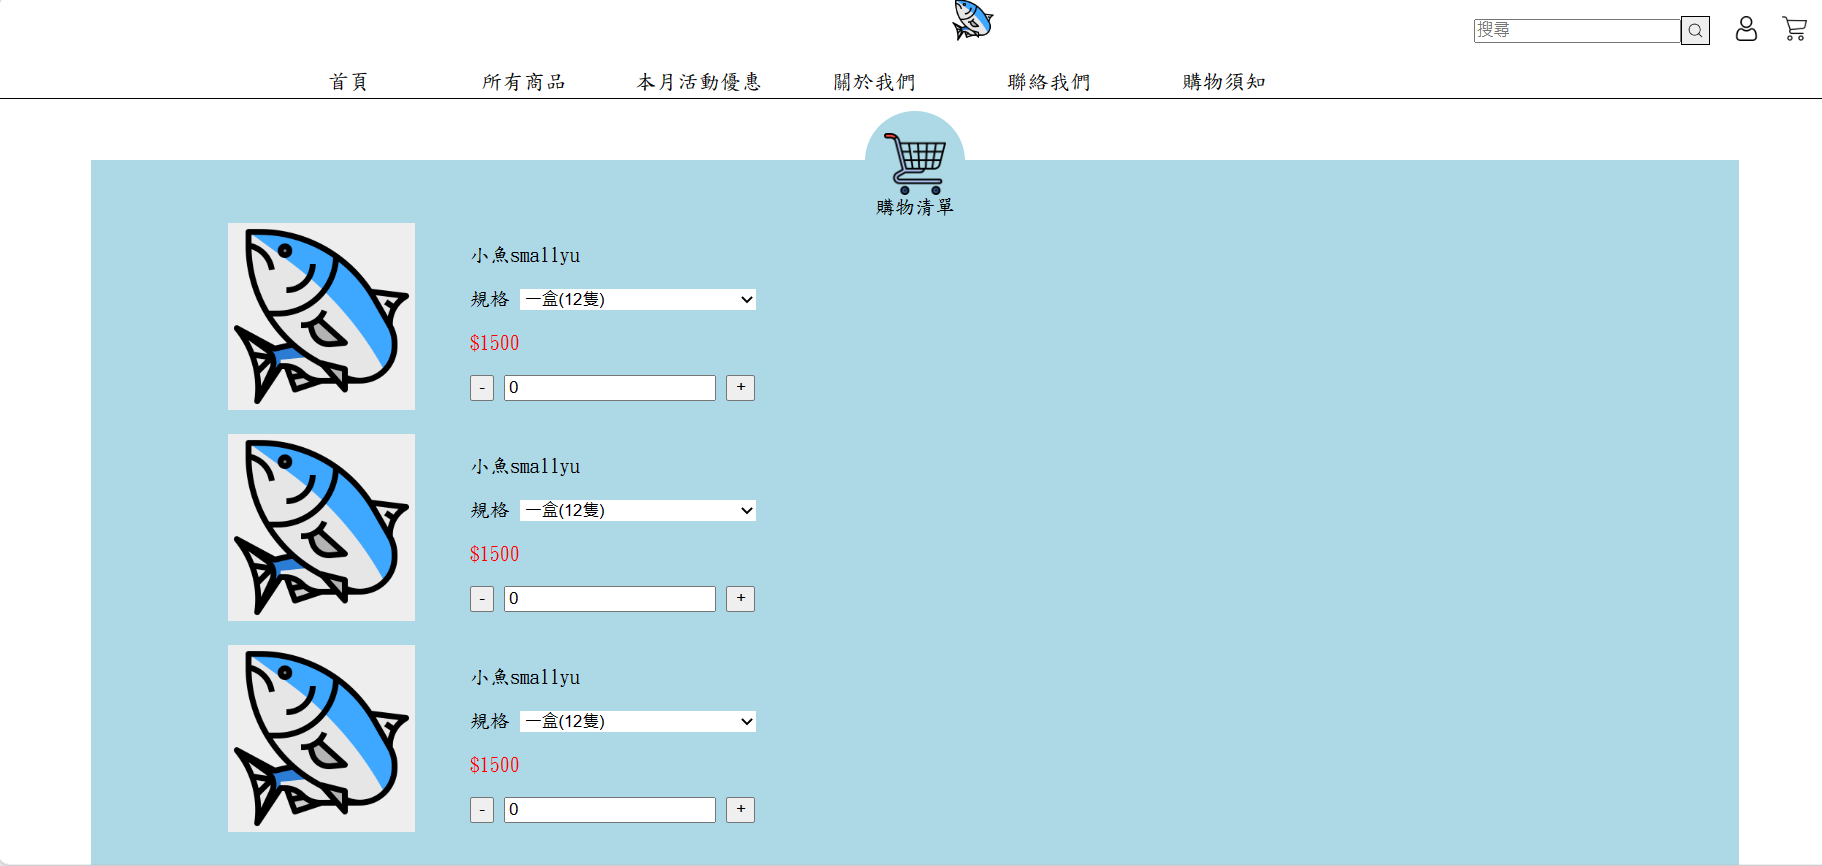 搜尋
首頁 所有商品 本月活動優惠 關於我們 聯絡我們 購物須知
購物清單
小魚smallyu
規格 一盒(12隻)
$1500
- 0 +
小魚smallyu
規格 一盒(12隻)
$1500
- 0 +
小魚smallyu
規格 一盒(12隻)
$1500
- 0 +